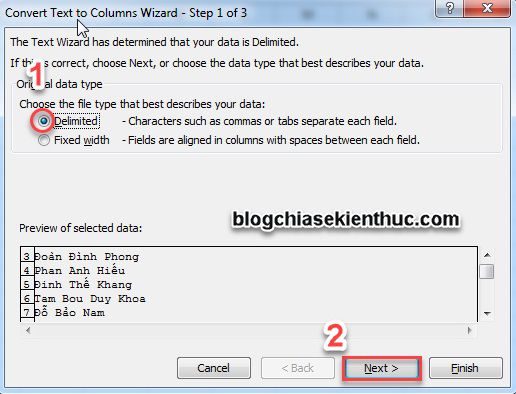 Convert Text to Columns Wizard - Step 1 of 3
The Text Wizard has determined that your data is Delimited.
If this is correct, choose Next, or choose the data type that best describes your data.
1
Original data type
Choose the file type that best describes your data:
Delimited - Characters such as commas or tabs separate each field.
Fixed width - Fields are aligned in columns with spaces between each field.
blogchiasekienthuc.com
Preview of selected data:
3 Đoàn Đình Phong
4 Phan Anh Hiếu
5 Đinh Thế Khang
6 Tam Bou Duy Khoa
7 Đỗ Bảo Nam
2
Cancel < Back Next > Finish